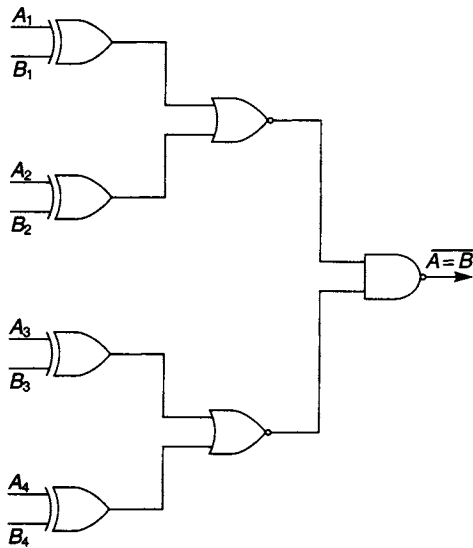 A₁
B₁
A₂
B₂
A̅ ̅=̅ ̅B̅
A₃
B₃
A₄
B₄